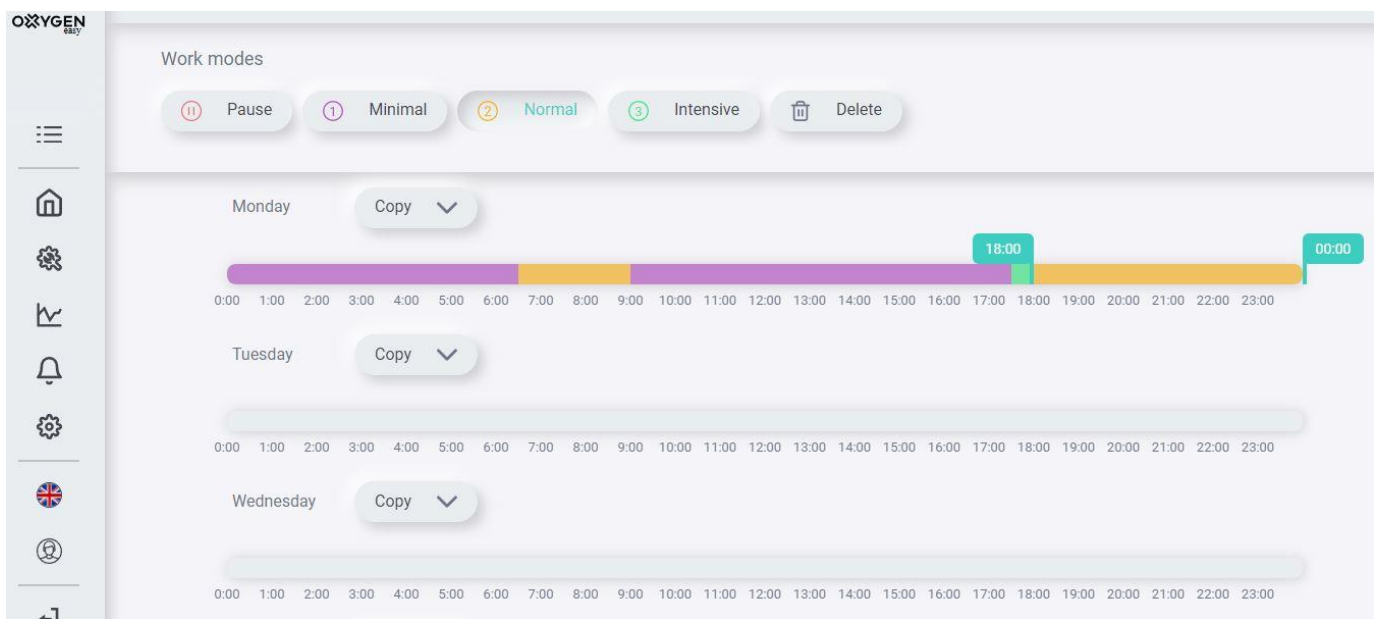 OXYGEN
easy
Work modes
Pause
1 Minimal
2 Normal
3 Intensive
Delete
Monday
Copy
18:00
00:00
0:00 1:00 2:00 3:00 4:00 5:00 6:00 7:00 8:00 9:00 10:00 11:00 12:00 13:00 14:00 15:00 16:00 17:00 18:00 19:00 20:00 21:00 22:00 23:00
Tuesday
Copy
0:00 1:00 2:00 3:00 4:00 5:00 6:00 7:00 8:00 9:00 10:00 11:00 12:00 13:00 14:00 15:00 16:00 17:00 18:00 19:00 20:00 21:00 22:00 23:00
Wednesday
Copy
0:00 1:00 2:00 3:00 4:00 5:00 6:00 7:00 8:00 9:00 10:00 11:00 12:00 13:00 14:00 15:00 16:00 17:00 18:00 19:00 20:00 21:00 22:00 23:00